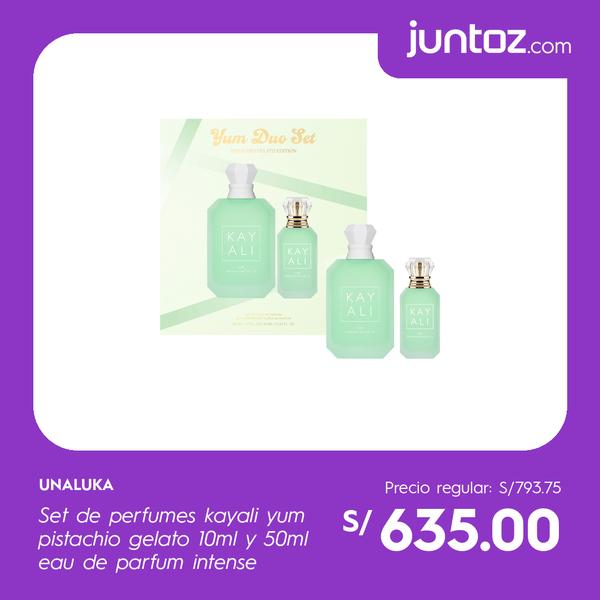 juntoz.com
Yum Duo Set
KAY
ALI
KAY
ALI
KAY
ALI
KAY
ALI
UNALUKA
Set de perfumes kayali yum
pistachio gelato 10ml y 50ml
eau de parfum intense
Precio regular: S/793.75
S/635.00